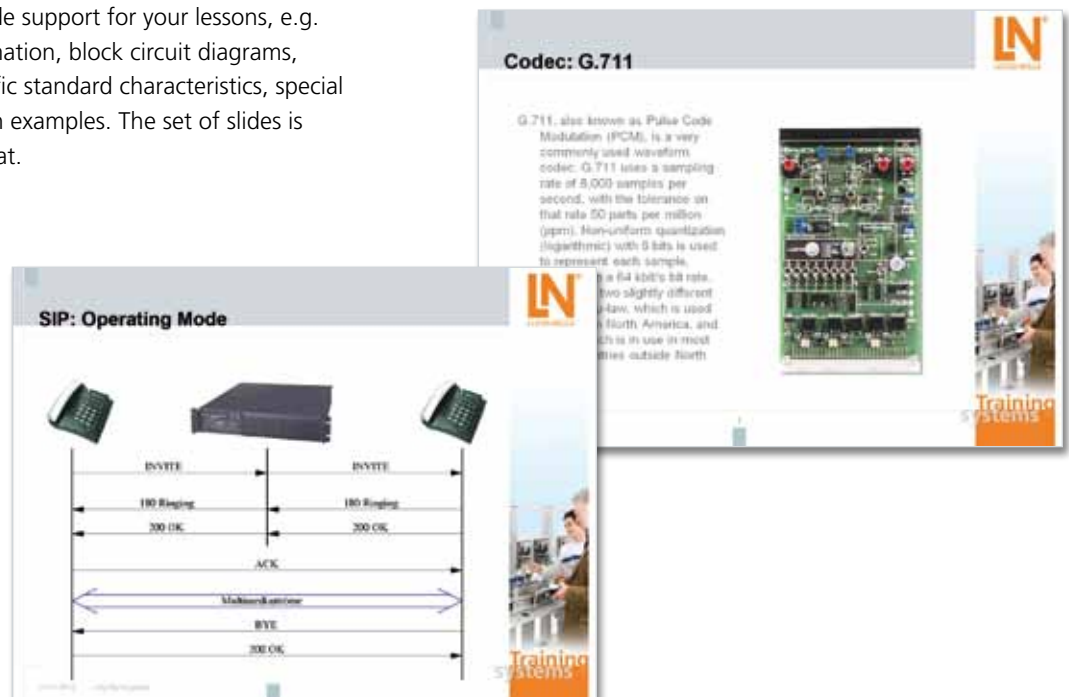 le support for your lessons, e.g.
nation, block circuit diagrams,
fic standard characteristics, special
n examples. The set of slides is
at.
LN
Codec: G.711
G.711, also known as Pulse Code
Modulation (PCM), is a very
commonly used waveform
codec. G.711 uses a sampling
rate of 8,000 samples per
second, with the tolerance on
that rate 50 parts per million
(ppm). Non-uniform quantization
(logarithmic) with 8 bits is used
to represent each sample,
n a 64 kbit/s bit rate.
two slightly different
-law, which is used
North America, and
ch is in use in most
tries outside North
Training
systems
LN
SIP: Operating Mode
INVITE INVITE
180 Ringing 180 Ringing
200 OK 200 OK
ACK
BYE
200 OK
Training
systems